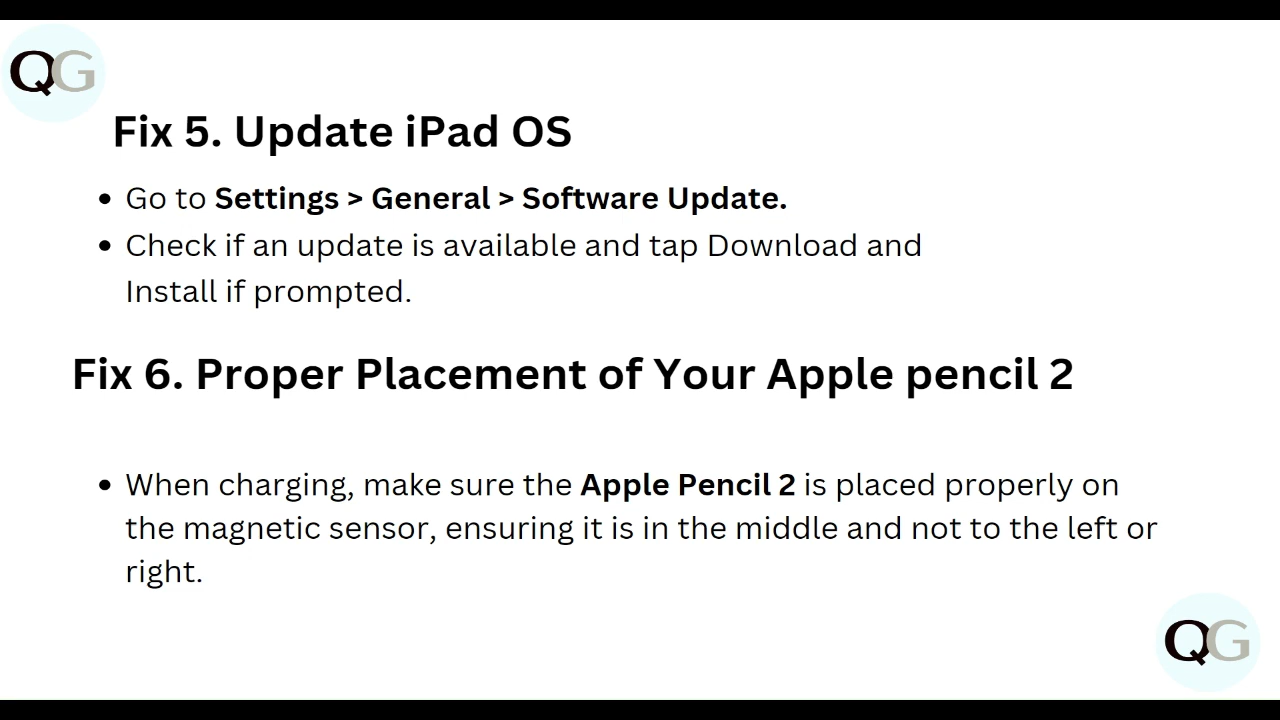 QG
Fix 5. Update iPad OS
• Go to Settings > General > Software Update.
• Check if an update is available and tap Download and
Install if prompted.
Fix 6. Proper Placement of Your Apple pencil 2
• When charging, make sure the Apple Pencil 2 is placed properly on
the magnetic sensor, ensuring it is in the middle and not to the left or
right.
QG